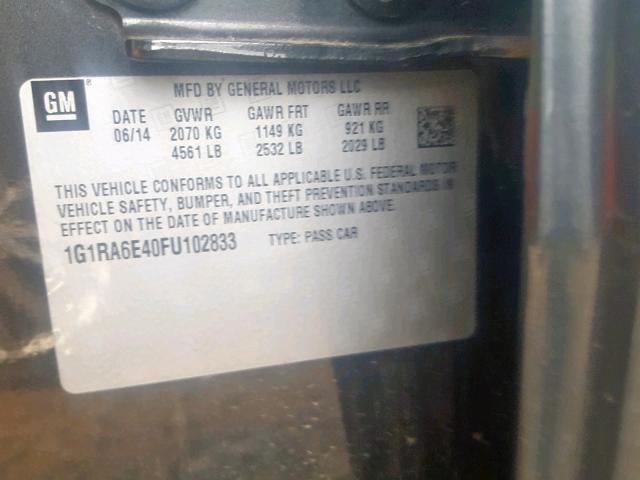 MFD BY GENERAL MOTORS LLC
GM ®
DATE GVWR GAWR FRT GAWR RR
06/14 2070 KG 1149 KG 921 KG
4561 LB 2532 LB 2029 LB
THIS VEHICLE CONFORMS TO ALL APPLICABLE U.S. FEDERAL MOTOR
VEHICLE SAFETY, BUMPER, AND THEFT PREVENTION STANDARDS IN
EFFECT ON THE DATE OF MANUFACTURE SHOWN ABOVE.
1G1RA6E40FU102833 TYPE: PASS CAR